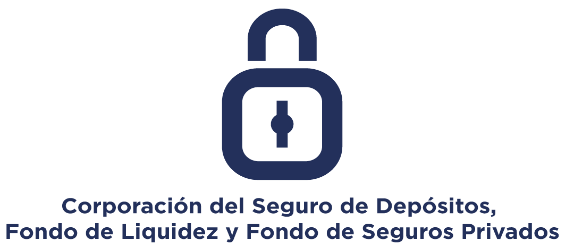 Corporación del Seguro de Depósitos,
Fondo de Liquidez y Fondo de Seguros Privados